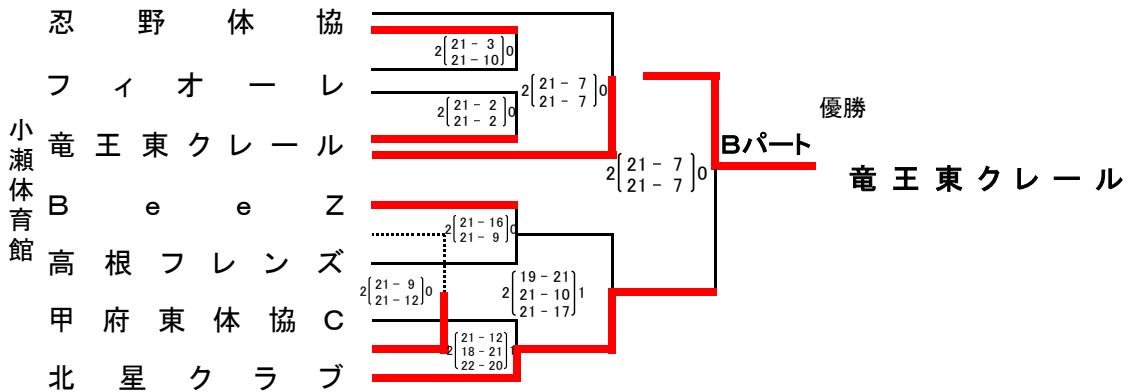 小瀬体育館
忍野体協
2 21 - 3 0
21 - 10
フィオーレ
2 21 - 7 0
21 - 7
2 21 - 2 0
21 - 2
竜王東クレール
優勝
Bパート
2 21 - 7 0
21 - 7
竜王東クレール
BeeZ
2 21 - 16 0
21 - 9
高根フレンズ
2 21 - 9 0
21 - 12
2 19 - 21 1
21 - 10
21 - 17
甲府東体協C
2 21 - 12 1
18 - 21
22 - 20
北星クラブ